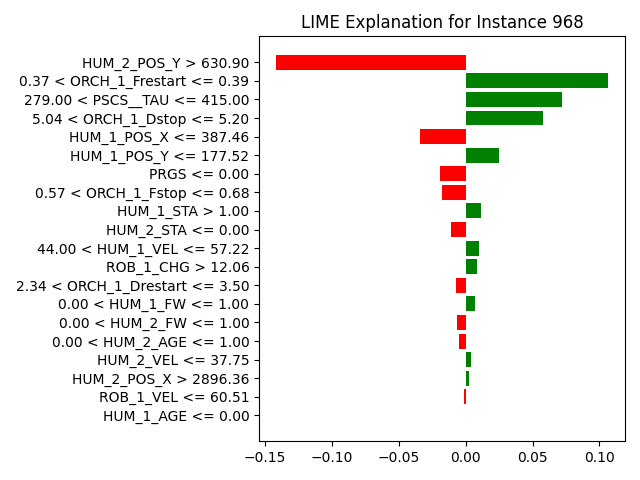 LIME Explanation for Instance 968
HUM_2_POS_Y > 630.90
0.37 < ORCH_1_Frestart <= 0.39
279.00 < PSCS__TAU <= 415.00
5.04 < ORCH_1_Dstop <= 5.20
HUM_1_POS_X <= 387.46
HUM_1_POS_Y <= 177.52
PRGS <= 0.00
0.57 < ORCH_1_Fstop <= 0.68
HUM_1_STA > 1.00
HUM_2_STA <= 0.00
44.00 < HUM_1_VEL <= 57.22
ROB_1_CHG > 12.06
2.34 < ORCH_1_Drestart <= 3.50
0.00 < HUM_1_FW <= 1.00
0.00 < HUM_2_FW <= 1.00
0.00 < HUM_2_AGE <= 1.00
HUM_2_VEL <= 37.75
HUM_2_POS_X > 2896.36
ROB_1_VEL <= 60.51
HUM_1_AGE <= 0.00
−0.15 −0.10 −0.05 0.00 0.05 0.10